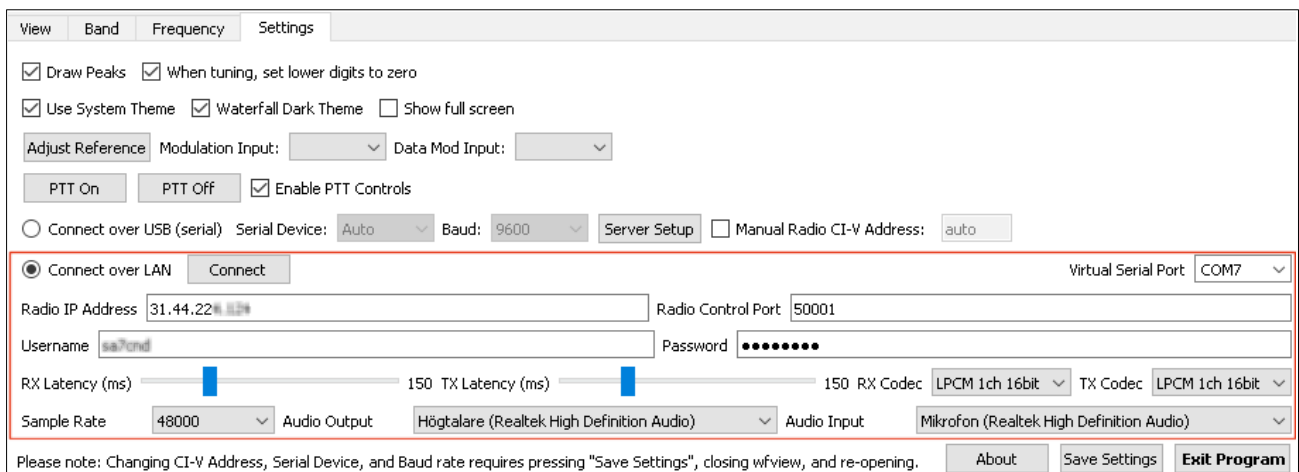 View Band Frequency Settings
Draw Peaks When tuning, set lower digits to zero
Use System Theme Waterfall Dark Theme Show full screen
Adjust Reference Modulation Input: Data Mod Input:
PTT On PTT Off Enable PTT Controls
Connect over USB (serial) Serial Device: Auto Baud: 9600 Server Setup Manual Radio CI-V Address: auto
Connect over LAN Connect Virtual Serial Port COM7
Radio IP Address 31.44.22 Radio Control Port 50001
Username Password ●●●●●●●●
RX Latency (ms) 150 TX Latency (ms) 150 RX Codec LPCM 1ch 16bit TX Codec LPCM 1ch 16bit
Sample Rate 48000 Audio Output Högtalare (Realtek High Definition Audio) Audio Input Mikrofon (Realtek High Definition Audio)
Please note: Changing CI-V Address, Serial Device, and Baud rate requires pressing "Save Settings", closing wfview, and re-opening. About Save Settings Exit Program